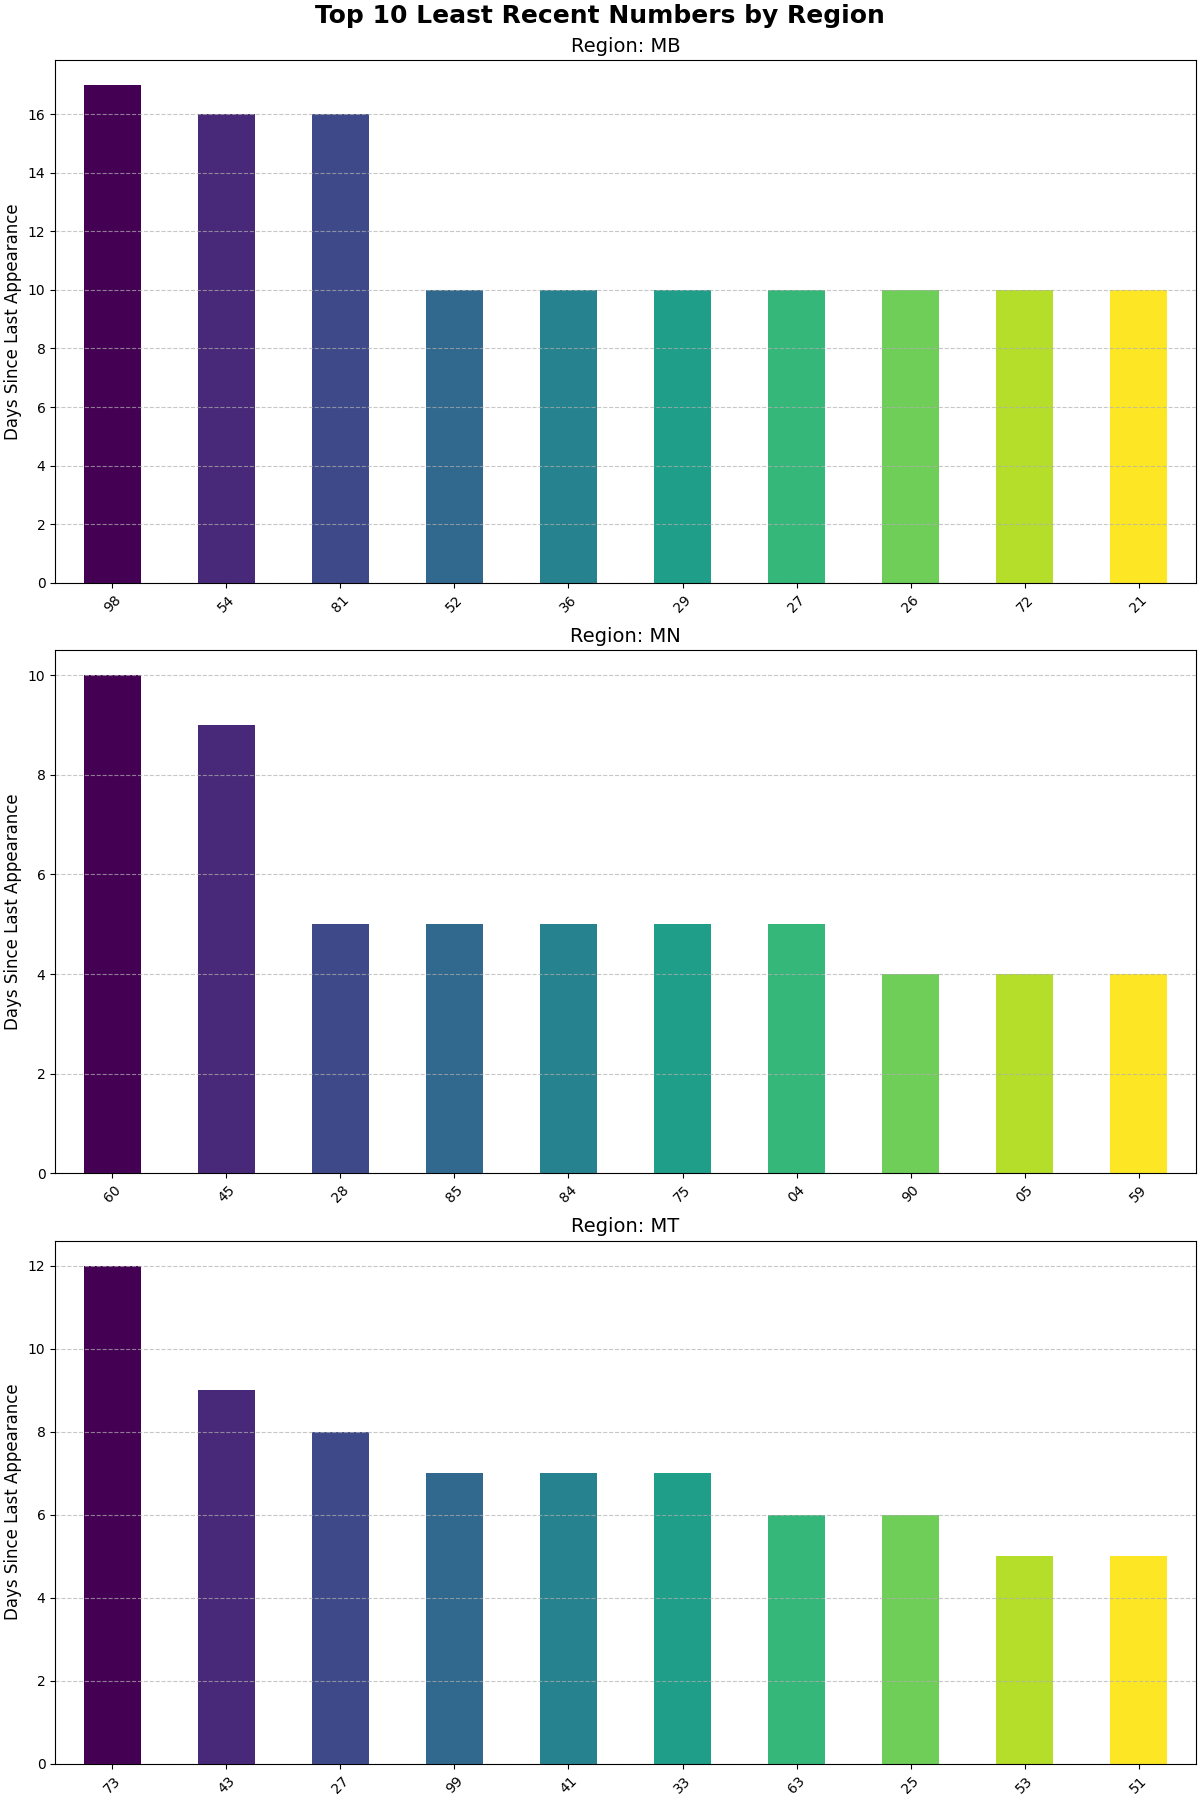 Top 10 Least Recent Numbers by Region
Region: MB
Days Since Last Appearance
16
14
12
10
8
6
4
2
0
98 54 81 52 36 29 27 26 72 21
Region: MN
Days Since Last Appearance
10
8
6
4
2
0
60 45 28 85 84 75 04 90 05 59
Region: MT
Days Since Last Appearance
12
10
8
6
4
2
0
73 43 27 99 41 33 63 25 53 51